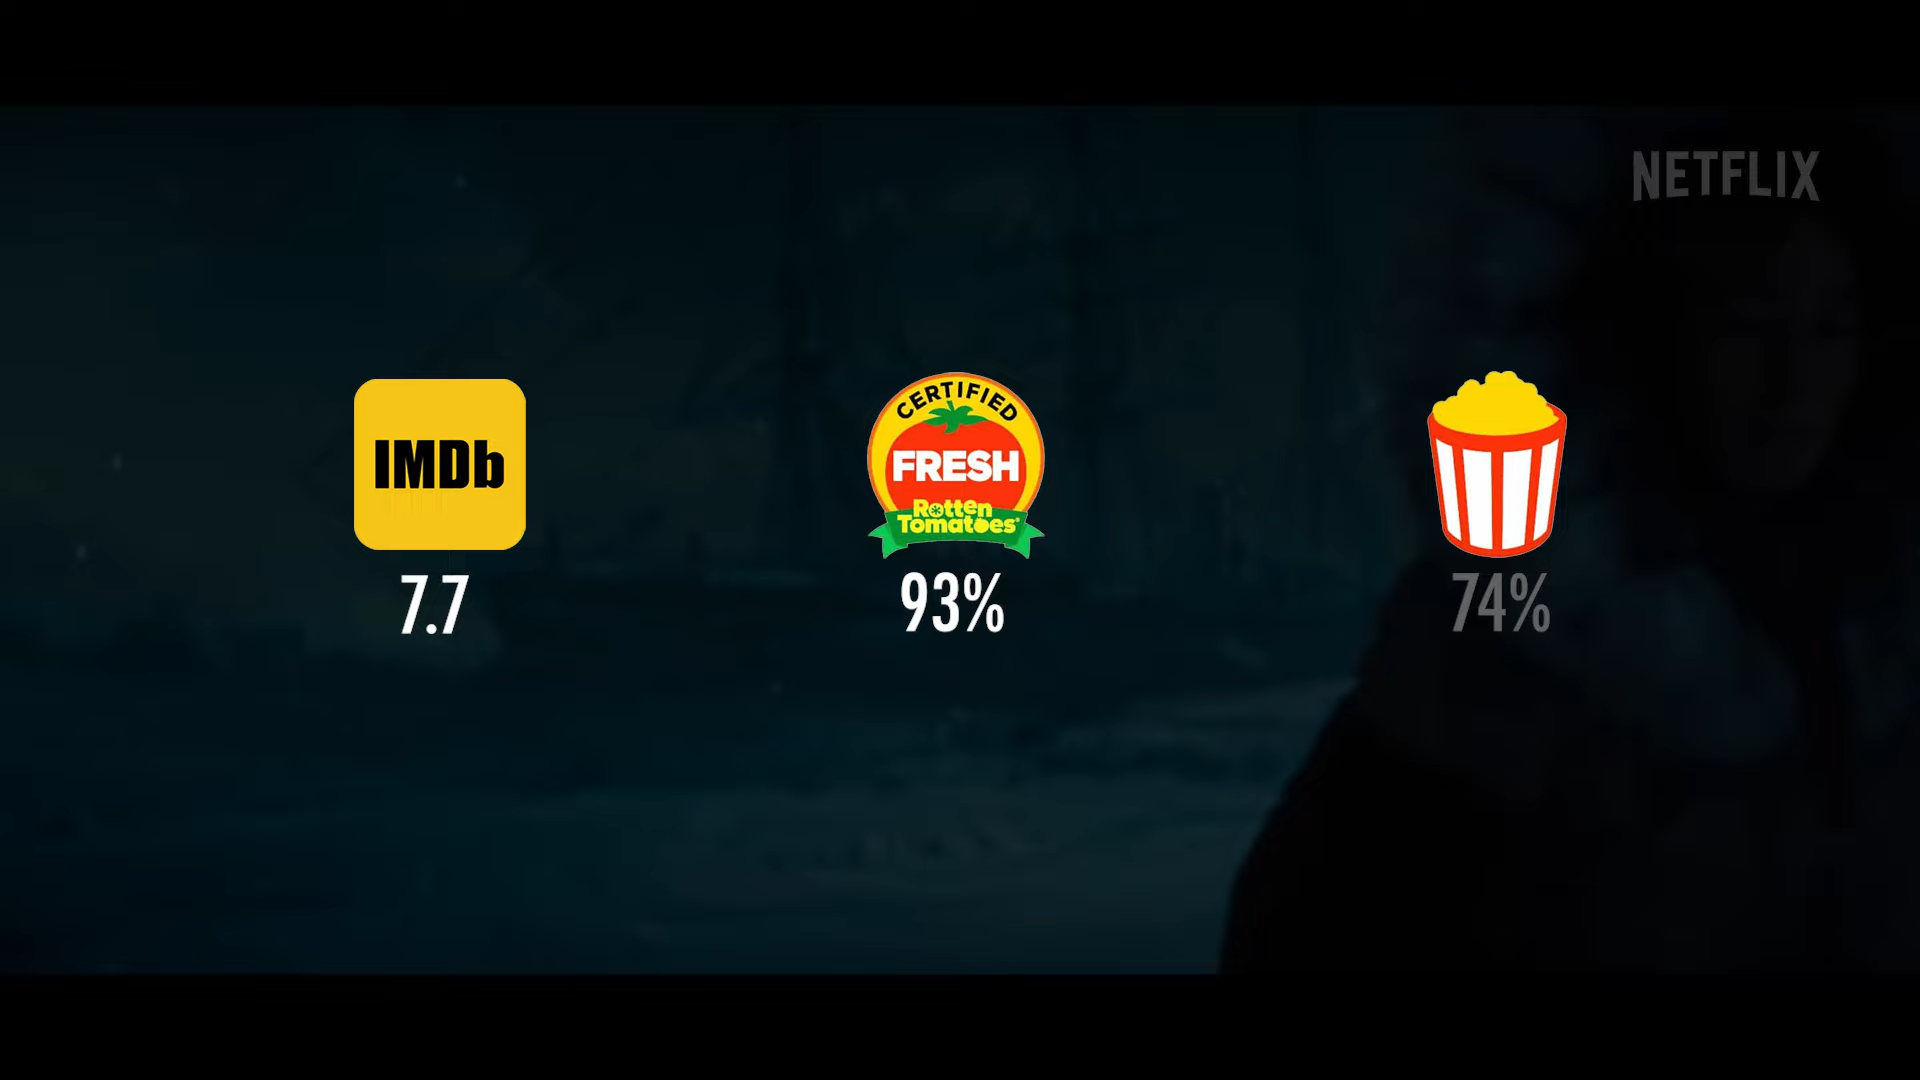 NETFLIX
IMDb
CERTIFIED
FRESH
Rotten
Tomatoes®
7.7
93%
74%